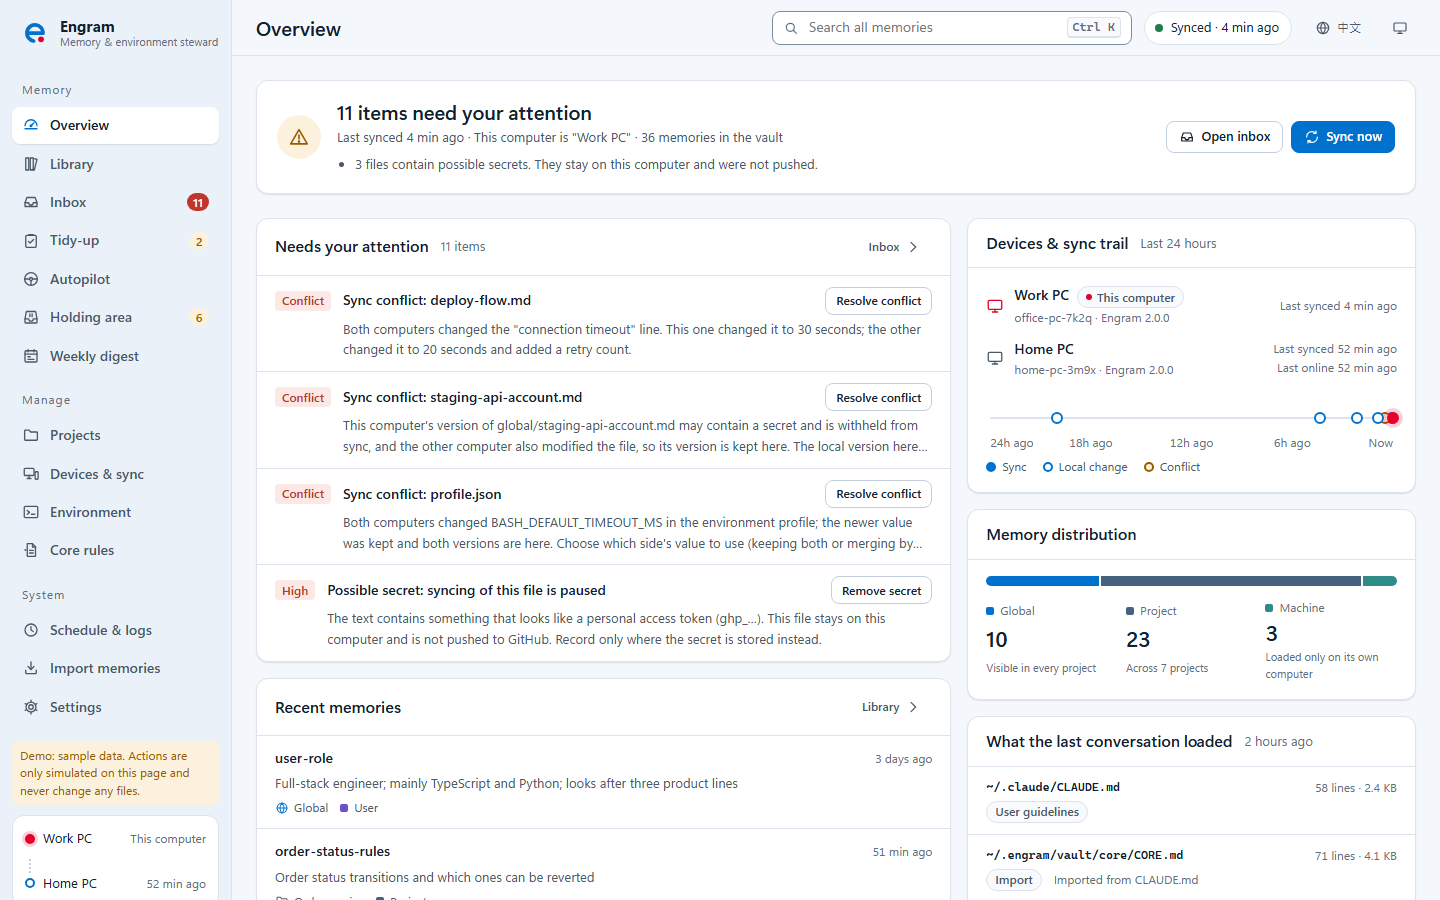 Engram
Memory & environment steward
Memory
Overview
Library
Inbox 11
Tidy-up 2
Autopilot
Holding area 6
Weekly digest
Manage
Projects
Devices & sync
Environment
Core rules
System
Schedule & logs
Import memories
Settings
Demo: sample data. Actions are
only simulated on this page and
never change any files.
Work PC This computer
Home PC 52 min ago
Overview
Search all memories Ctrl K
Synced · 4 min ago
中文
11 items need your attention
Last synced 4 min ago · This computer is "Work PC" · 36 memories in the vault
• 3 files contain possible secrets. They stay on this computer and were not pushed.
Open inbox
Sync now
Needs your attention 11 items
Inbox
Conflict Sync conflict: deploy-flow.md Resolve conflict
Both computers changed the "connection timeout" line. This one changed it to 30 seconds; the other
changed it to 20 seconds and added a retry count.
Conflict Sync conflict: staging-api-account.md Resolve conflict
This computer's version of global/staging-api-account.md may contain a secret and is withheld from
sync, and the other computer also modified the file, so its version is kept here. The local version here...
Conflict Sync conflict: profile.json Resolve conflict
Both computers changed BASH_DEFAULT_TIMEOUT_MS in the environment profile; the newer value
was kept and both versions are here. Choose which side's value to use (keeping both or merging by...
High Possible secret: syncing of this file is paused Remove secret
The text contains something that looks like a personal access token (ghp_...). This file stays on this
computer and is not pushed to GitHub. Record only where the secret is stored instead.
Recent memories
Library
user-role 3 days ago
Full-stack engineer; mainly TypeScript and Python; looks after three product lines
Global User
order-status-rules 51 min ago
Order status transitions and which ones can be reverted
Devices & sync trail Last 24 hours
Work PC This computer
office-pc-7k2q · Engram 2.0.0
Last synced 4 min ago
Home PC
home-pc-3m9x · Engram 2.0.0
Last synced 52 min ago
Last online 52 min ago
24h ago 18h ago 12h ago 6h ago Now
Sync Local change Conflict
Memory distribution
Global
10
Visible in every project
Project
23
Across 7 projects
Machine
3
Loaded only on its own
computer
What the last conversation loaded 2 hours ago
~/.claude/CLAUDE.md 58 lines · 2.4 KB
User guidelines
~/.engram/vault/core/CORE.md 71 lines · 4.1 KB
Import Imported from CLAUDE.md